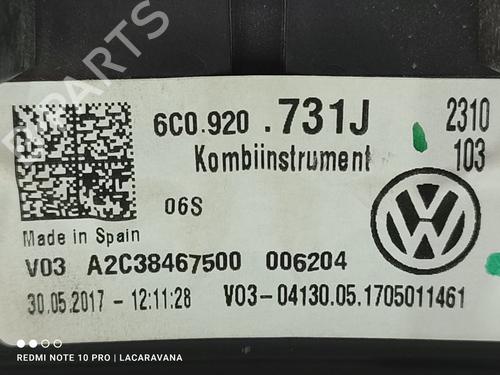 6C0.920 .731J 2310
Kombiinstrument 103
06S
Made in Spain
V03 A2C38467500 006204
30.05.2017 - 12:11:28 V03-04130.05.1705011461
REDMI NOTE 10 PRO | LACARAVANA